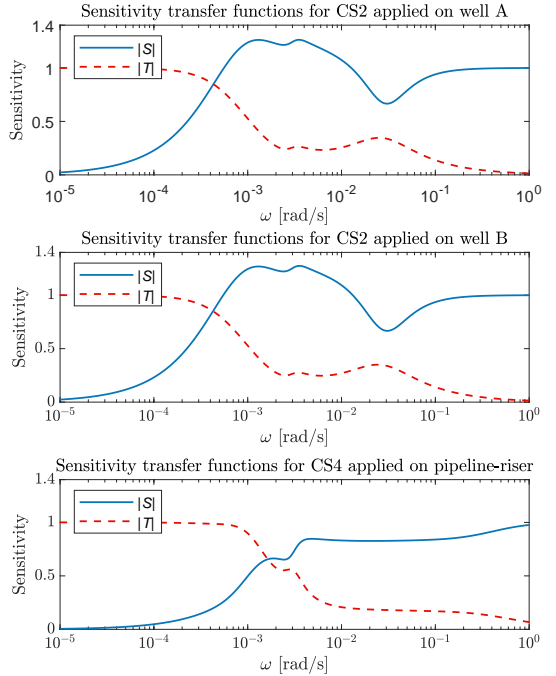 Sensitivity transfer functions for CS2 applied on well A
1.4
|S|
|T|
1
0.5
0
Sensitivity
10^-5 10^-4 10^-3 10^-2 10^-1 10^0
ω [rad/s]
Sensitivity transfer functions for CS2 applied on well B
1.4
|S|
|T|
1
0.5
0
Sensitivity
10^-5 10^-4 10^-3 10^-2 10^-1 10^0
ω [rad/s]
Sensitivity transfer functions for CS4 applied on pipeline-riser
1.4
|S|
|T|
1
0.5
0
Sensitivity
10^-5 10^-4 10^-3 10^-2 10^-1 10^0
ω [rad/s]